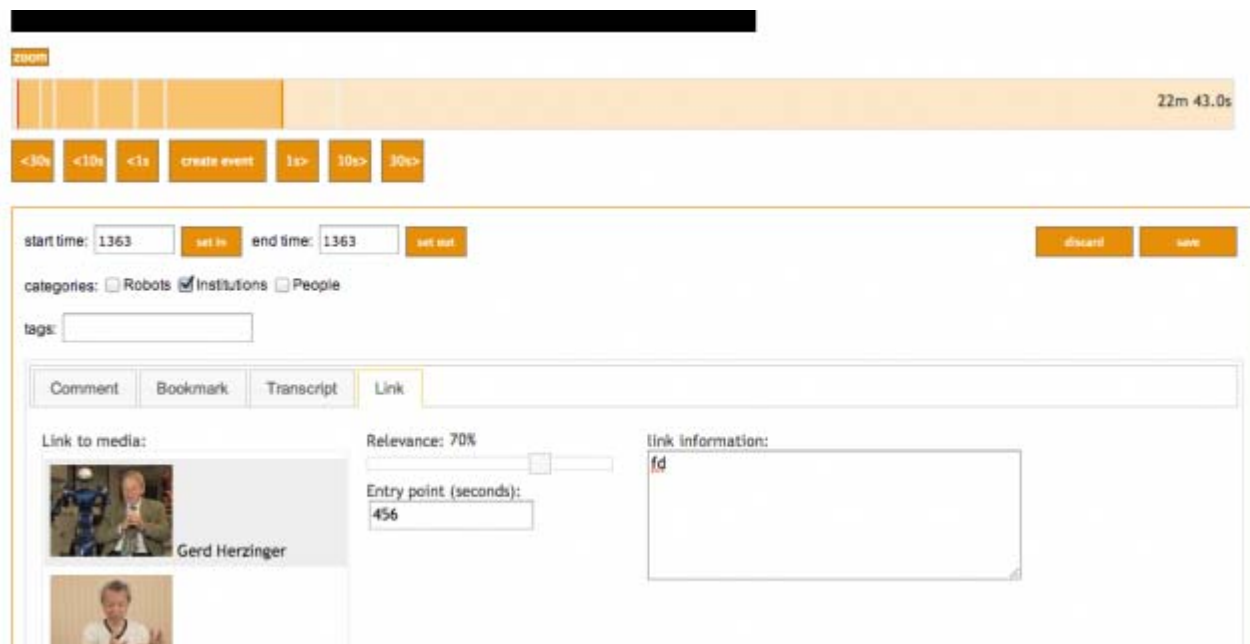 zoom
22m 43.0s
<30s <10s <1s create event 1s> 10s> 30s>
start time: 1363 set in end time: 1363 set out discard save
categories: Robots Institutions People
tags:
Comment Bookmark Transcript Link
Link to media: Relevance: 70% link information:
fd
Entry point (seconds):
456
Gerd Herzinger